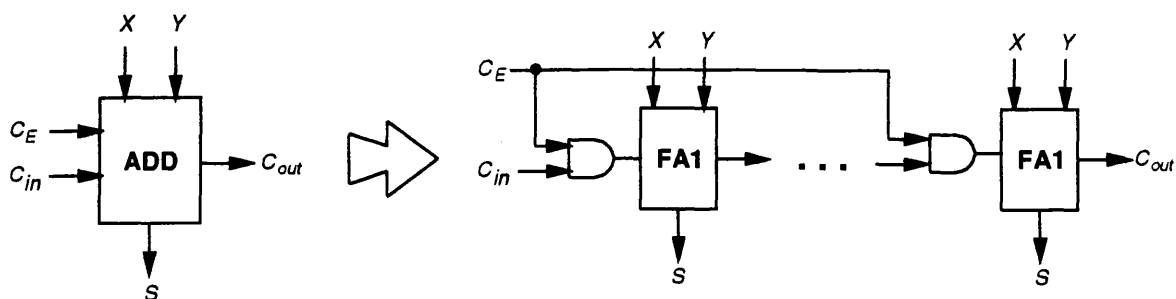 X Y
C_E
C_in
ADD
C_out
S
X Y
C_E
C_in
FA1
S
. . .
X Y
FA1
C_out
S